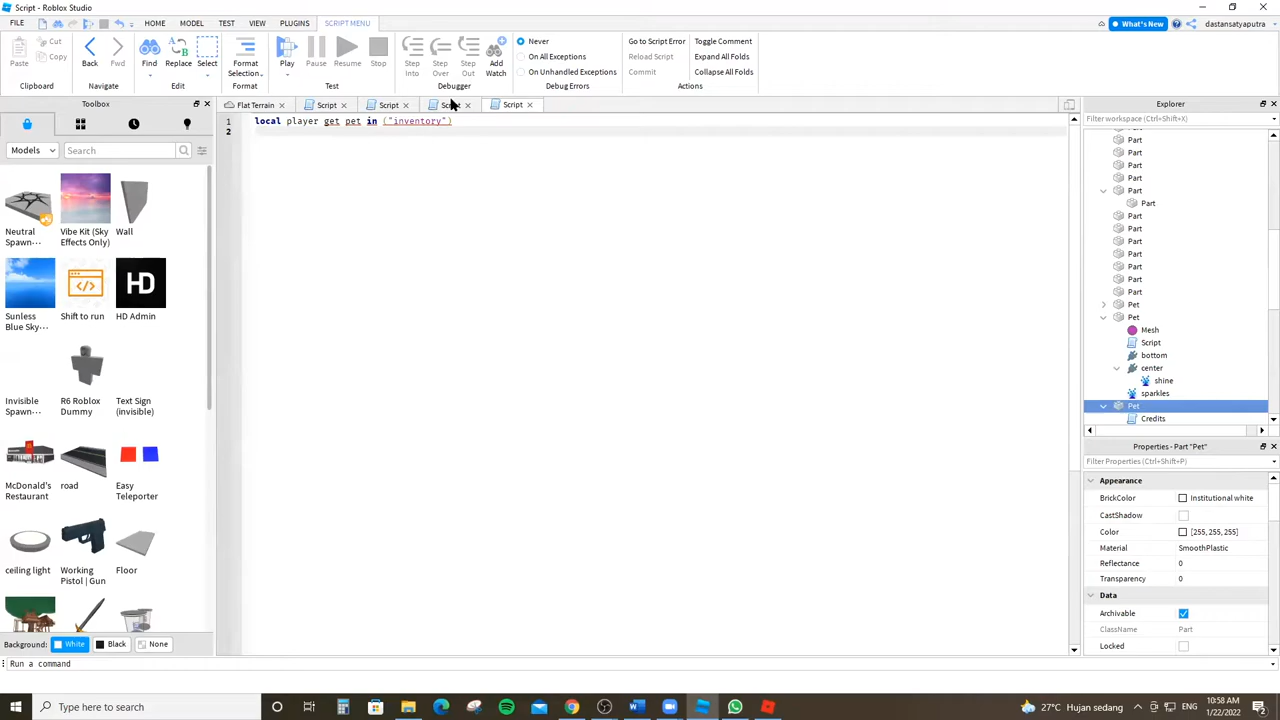 Script - Roblox Studio
FILE HOME MODEL TEST VIEW PLUGINS SCRIPT MENU What's New dastansatyaputra
Paste Cut Copy Back Fwd Find Replace Select Format Selection... Play Pause Resume Stop Step Into Step Over Step Out Add Watch
Never
On All Exceptions
On Unhandled Exceptions
Go to Script Error
Reload Script
Commit
Toggle Comment
Expand All Folds
Collapse All Folds
Clipboard Navigate Edit Format Test Debugger Debug Errors Actions
Toolbox
Flat Terrain Script Script Script
Explorer
Models Search
Neutral Spawn...
Vibe Kit (Sky Effects Only)
Wall
Sunless Blue Sky...
Shift to run
HD
HD Admin
Invisible Spawn...
R6 Roblox Dummy
Text Sign (invisible)
McDonald's Restaurant
road
Easy Teleporter
ceiling light
Working Pistol | Gun
Floor
Background: White Black None
1 local player get pet in ("inventory")
2
Filter workspace (Ctrl+Shift+X)
Part
Part
Part
Part
Part
Part
Part
Part
Part
Part
Part
Part
Part
Pet
Pet
Mesh
Script
bottom
center
shine
sparkles
Pet
Credits
Properties - Part "Pet"
Filter Properties (Ctrl+Shift+P)
Appearance
BrickColor Institutional white
CastShadow
Color [255, 255, 255]
Material SmoothPlastic
Reflectance 0
Transparency 0
Data
Archivable
ClassName Part
Locked
Run a command
Type here to search
27°C Hujan sedang
10:58 AM
1/22/2022
2